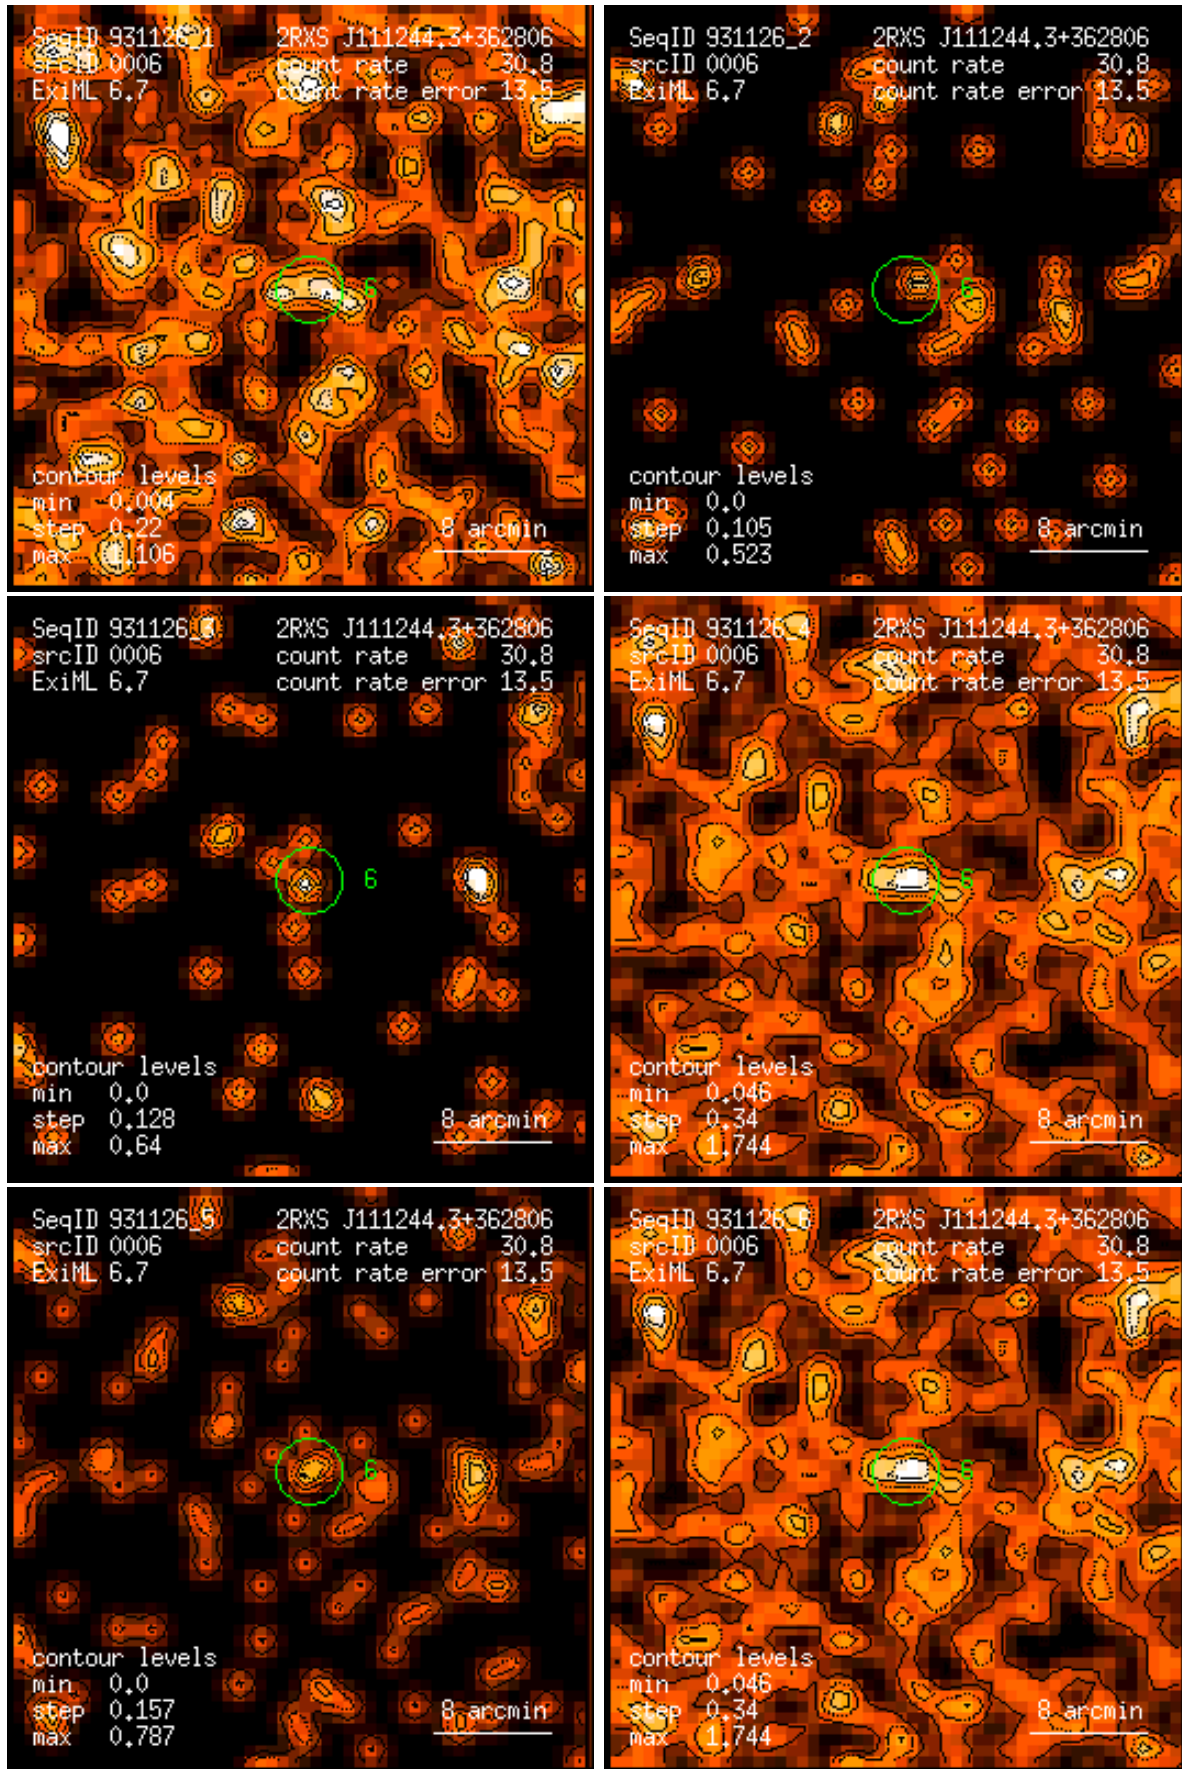 SeqID 931126_1 2RXS J111244.3+362806
srcID 0006 count rate 30.8
ExiML 6.7 count rate error 13.5
6
contour levels
min 0.004
step 0.22
max 1.106
8 arcmin
SeqID 931126_2 2RXS J111244.3+362806
srcID 0006 count rate 30.8
ExiML 6.7 count rate error 13.5
6
contour levels
min 0.0
step 0.105
max 0.523
8 arcmin
SeqID 931126_3 2RXS J111244.3+362806
srcID 0006 count rate 30.8
ExiML 6.7 count rate error 13.5
6
contour levels
min 0.0
step 0.128
max 0.64
8 arcmin
SeqID 931126_4 2RXS J111244.3+362806
srcID 0006 count rate 30.8
ExiML 6.7 count rate error 13.5
6
contour levels
min 0.046
step 0.34
max 1.744
8 arcmin
SeqID 931126_5 2RXS J111244.3+362806
srcID 0006 count rate 30.8
ExiML 6.7 count rate error 13.5
6
contour levels
min 0.0
step 0.157
max 0.787
8 arcmin
SeqID 931126_6 2RXS J111244.3+362806
srcID 0006 count rate 30.8
ExiML 6.7 count rate error 13.5
6
contour levels
min 0.046
step 0.34
max 1.744
8 arcmin